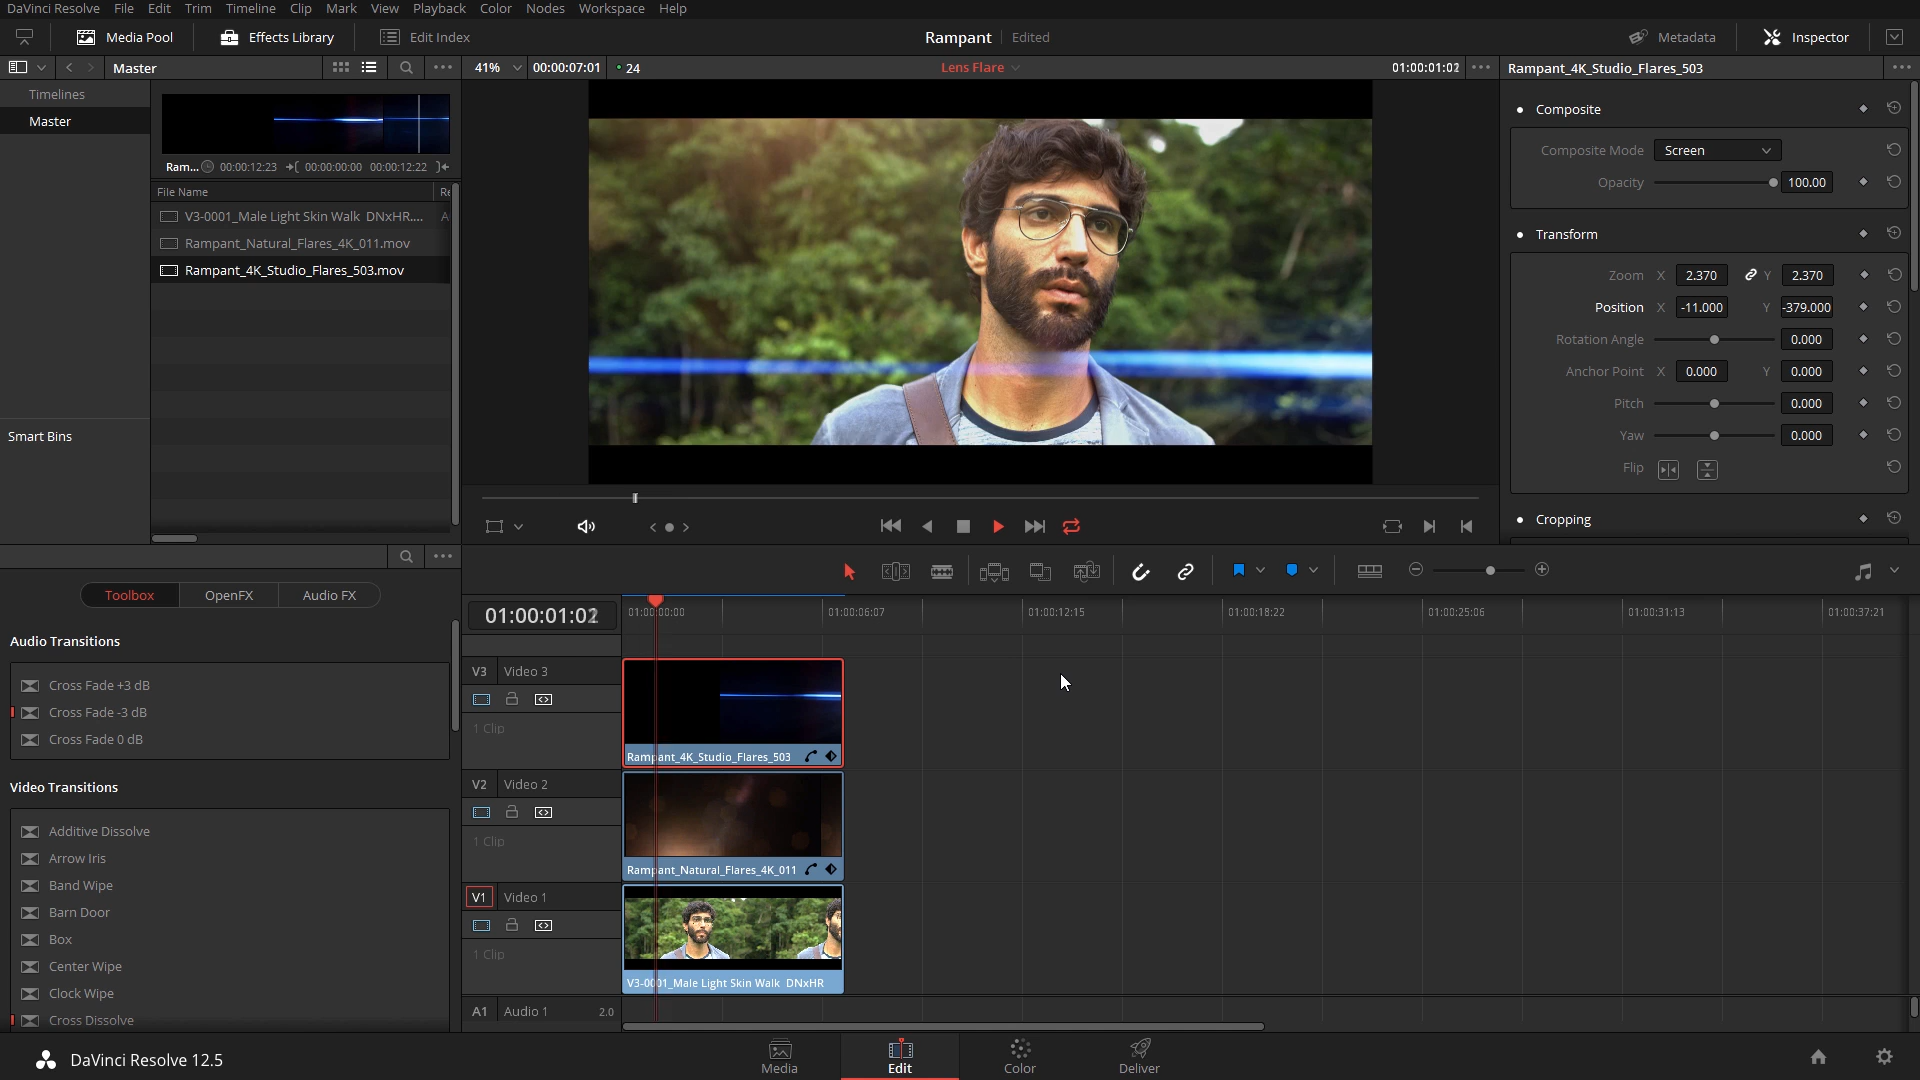 DaVinci Resolve File Edit Trim Timeline Clip Mark View Playback Color Nodes Workspace Help
Media Pool Effects Library Edit Index Rampant Edited Metadata Inspector
Master 41% 00:00:07:01 24 Lens Flare 01:00:01:02 Rampant_4K_Studio_Flares_503
Timelines
Master
Ram... 00:00:12:23 00:00:00:00 00:00:12:22
File Name Re
V3-0001_Male Light Skin Walk DNxHR.... A
Rampant_Natural_Flares_4K_011.mov
Rampant_4K_Studio_Flares_503.mov
Smart Bins
Composite
Composite Mode Screen
Opacity 100.00
Transform
Zoom X 2.370 Y 2.370
Position X -11.000 Y -379.000
Rotation Angle 0.000
Anchor Point X 0.000 Y 0.000
Pitch 0.000
Yaw 0.000
Flip
Cropping
Toolbox OpenFX Audio FX
Audio Transitions
Cross Fade +3 dB
Cross Fade -3 dB
Cross Fade 0 dB
Video Transitions
Additive Dissolve
Arrow Iris
Band Wipe
Barn Door
Box
Center Wipe
Clock Wipe
Cross Dissolve
01:00:01:02 01:00:00:00 01:00:06:07 01:00:12:15 01:00:18:22 01:00:25:06 01:00:31:13 01:00:37:21
V3 Video 3
1 Clip
Rampant_4K_Studio_Flares_503
V2 Video 2
1 Clip
Rampant_Natural_Flares_4K_011
V1 Video 1
1 Clip
V3-0001_Male Light Skin Walk DNxHR
A1 Audio 1 2.0
DaVinci Resolve 12.5 Media Edit Color Deliver